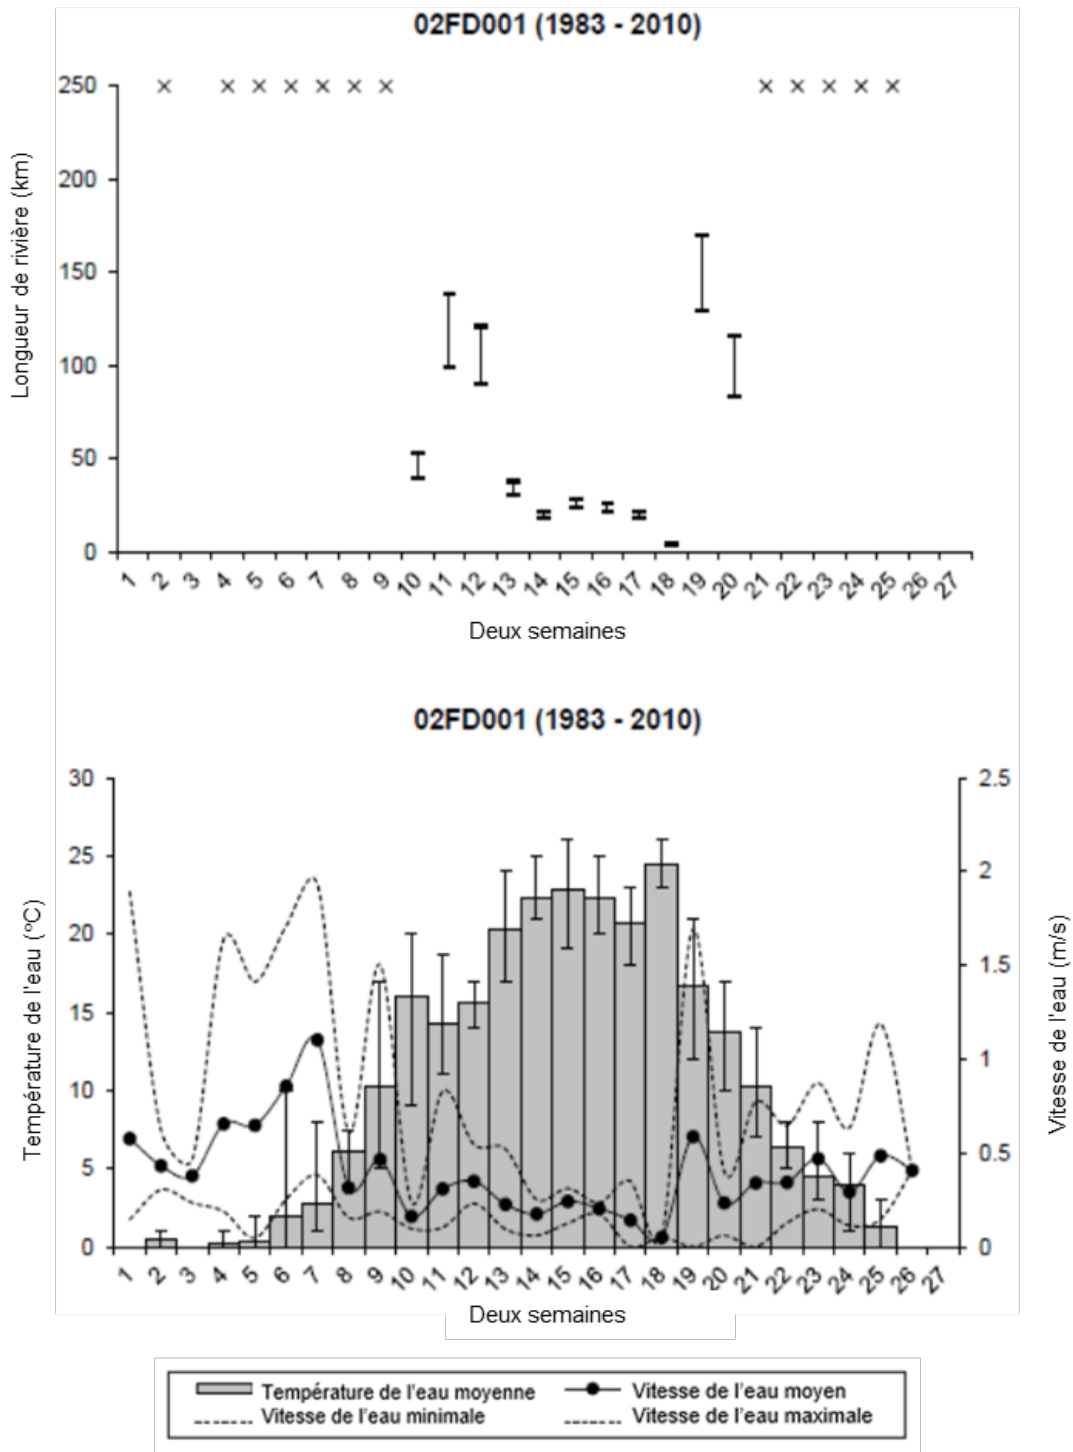 02FD001 (1983 - 2010)
250
200
150
100
50
0
Longueur de rivière (km)
1 2 3 4 5 6 7 8 9 10 11 12 13 14 15 16 17 18 19 20 21 22 23 24 25 26 27
Deux semaines
02FD001 (1983 - 2010)
30
25
20
15
10
5
0
Température de l'eau (°C)
2.5
2
1.5
1
0.5
0
Vitesse de l'eau (m/s)
1 2 3 4 5 6 7 8 9 10 11 12 13 14 15 16 17 18 19 20 21 22 23 24 25 26 27
Deux semaines
Température de l'eau moyenne
Vitesse de l'eau moyen
Vitesse de l'eau minimale
Vitesse de l'eau maximale